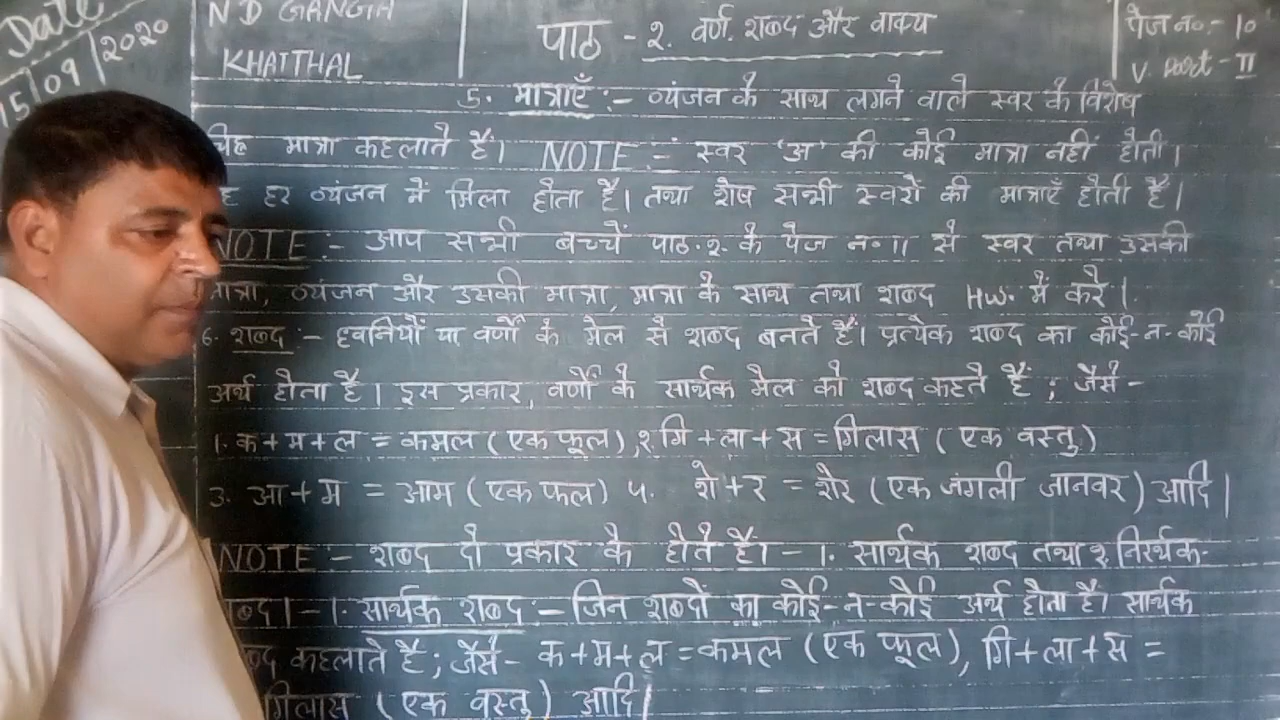 Date
15/09/2020
N D GANGA
KHAITHAL
पाठ - २. वर्ण. शब्द और वाक्य
पेज न०:- 10
V. Part - II
5. मात्राएँ :- व्यंजन के साथ लगने वाले स्वर के विशेष
चिह्न मात्रा कहलाते हैं। NOTE :- स्वर 'अ' की कोई मात्रा नहीं होती।
ह हर व्यंजन में मिला होता है। तथा शेष सभी स्वरों की मात्राएँ होती है।
NOTE :- आप सभी बच्चें पाठ-२ के पेज न० 11 से स्वर तथा उसकी
मात्रा, व्यंजन और उसकी मात्रा, मात्रा के साथ तथा शब्द HW. में करे।
6. शब्द :- ध्वनियों या वर्णों के मेल से शब्द बनते हैं। प्रत्येक शब्द का कोई-न-कोई
अर्थ होता है। इस प्रकार, वर्णों के सार्थक मेल को शब्द कहते हैं ; जैसे -
1. क+म+ल = कमल (एक फूल), २. गि+ला+स = गिलास ( एक वस्तु )
3. आ+म = आम (एक फल) ५. शे+र = शेर (एक जंगली जानवर) आदि।
NOTE :- शब्द दो प्रकार के होते हैं। - 1. सार्थक शब्द तथा २. निरर्थक-
शब्द। - 1. सार्थक शब्द :- जिन शब्दों का कोई-न-कोई अर्थ होता है। सार्थक
शब्द कहलाते है ; जैसे- क+म+ल = कमल (एक फूल), गि+ला+स =
गिलास ( एक वस्तु ) आदि।